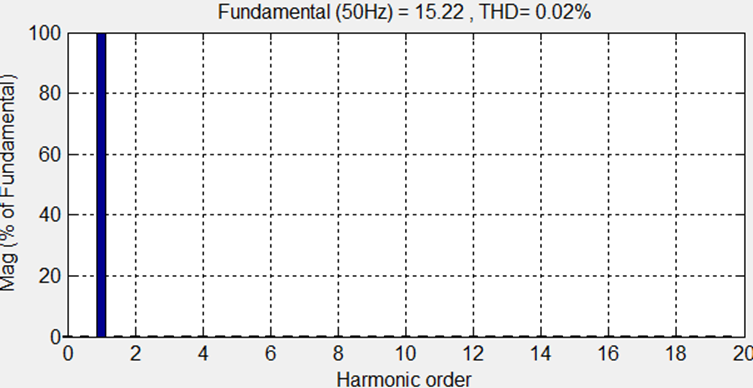 Fundamental (50Hz) = 15.22 , THD= 0.02%
100
80
60
40
20
0
Mag (% of Fundamental)
0 2 4 6 8 10 12 14 16 18 20
Harmonic order